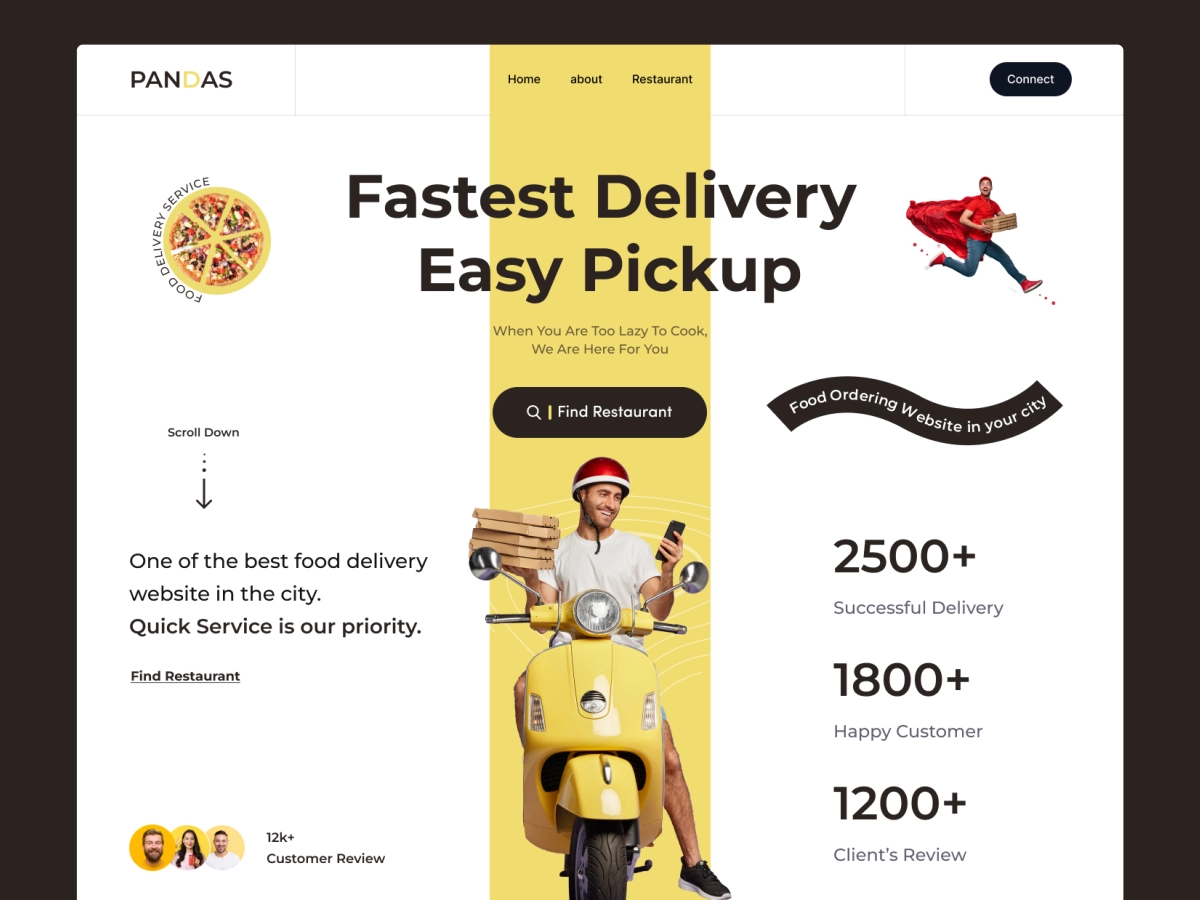 PANDAS
Home
about
Restaurant
Connect
FOOD DELIVERY SERVICE
Fastest Delivery
Easy Pickup
When You Are Too Lazy To Cook,
We Are Here For You
Find Restaurant
Food Ordering Website in your city
Scroll Down
One of the best food delivery
website in the city.
Quick Service is our priority.
Find Restaurant
12k+
Customer Review
2500+
Successful Delivery
1800+
Happy Customer
1200+
Client’s Review